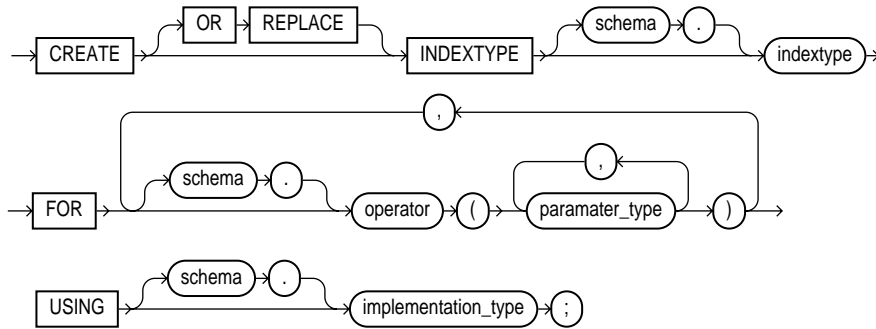 OR REPLACE schema .
CREATE INDEXTYPE indextype
,
schema . ,
FOR operator ( paramater_type )
schema .
USING implementation_type ;